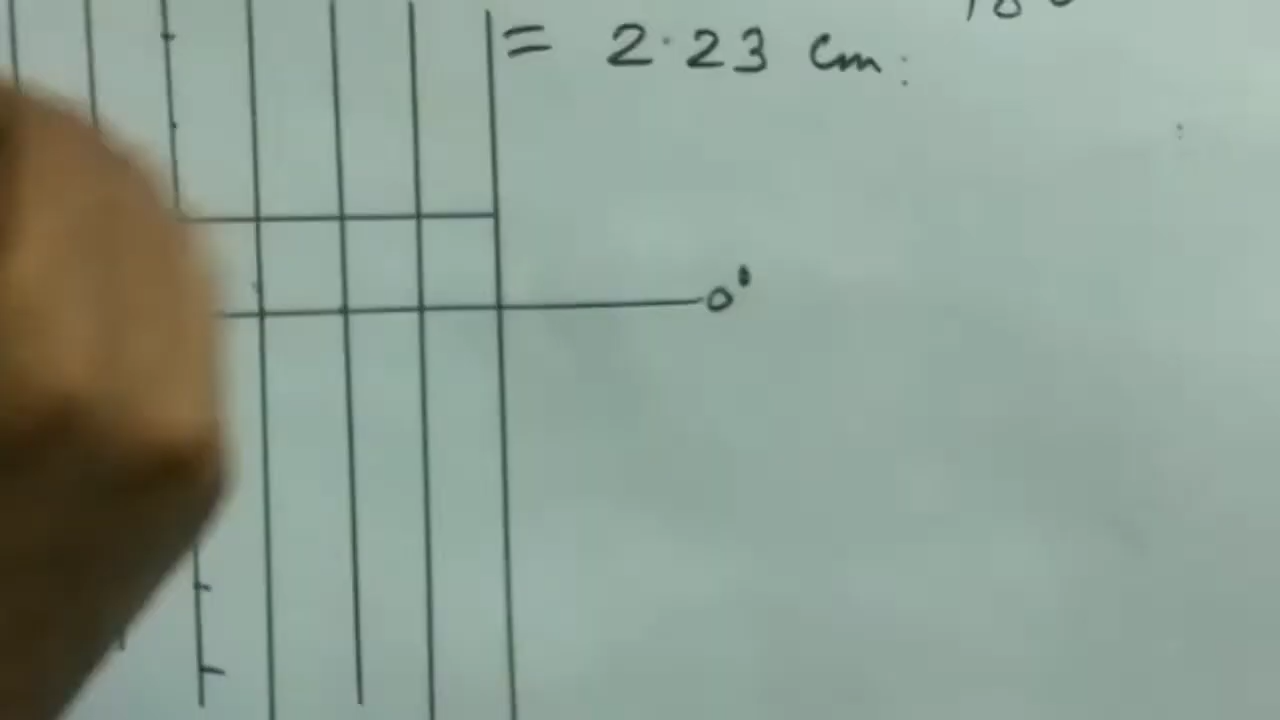 = 2.23 cm.
0'